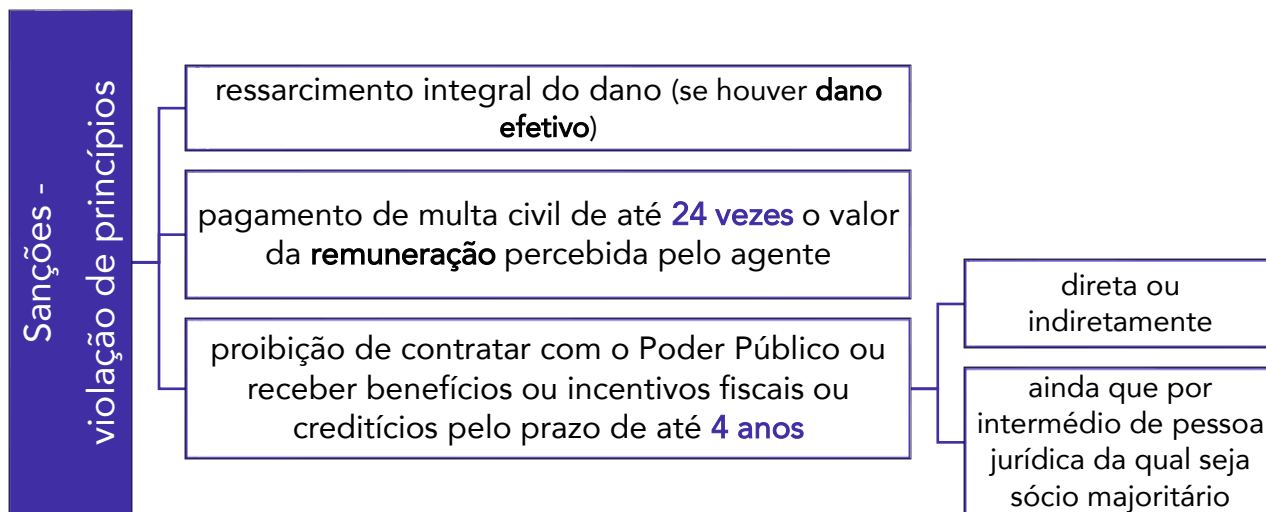 Sanções -
violação de princípios
ressarcimento integral do dano (se houver dano
efetivo)
pagamento de multa civil de até 24 vezes o valor
da remuneração percebida pelo agente
proibição de contratar com o Poder Público ou
receber benefícios ou incentivos fiscais ou
creditícios pelo prazo de até 4 anos
direta ou
indiretamente
ainda que por
intermédio de pessoa
jurídica da qual seja
sócio majoritário